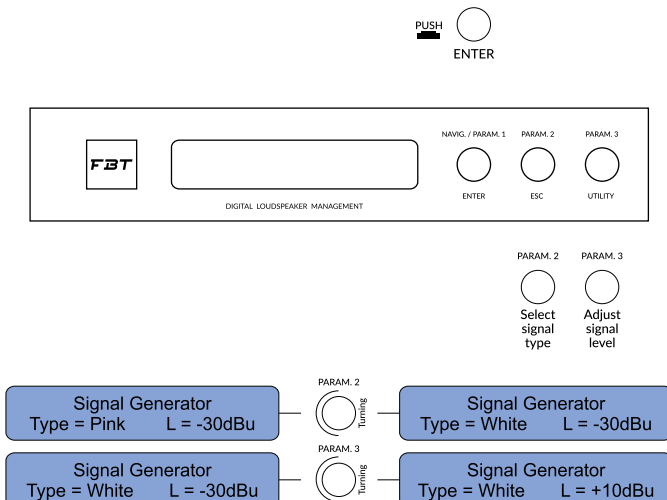 PUSH
ENTER
NAVIG. / PARAM. 1 PARAM. 2 PARAM. 3
FBT
ENTER ESC UTILITY
DIGITAL LOUDSPEAKER MANAGEMENT
PARAM. 2 PARAM. 3
Select Adjust
signal signal
type level
PARAM. 2
Signal Generator Turning Signal Generator
Type = Pink L = -30dBu Type = White L = -30dBu
PARAM. 3
Signal Generator Turning Signal Generator
Type = White L = -30dBu Type = White L = +10dBu